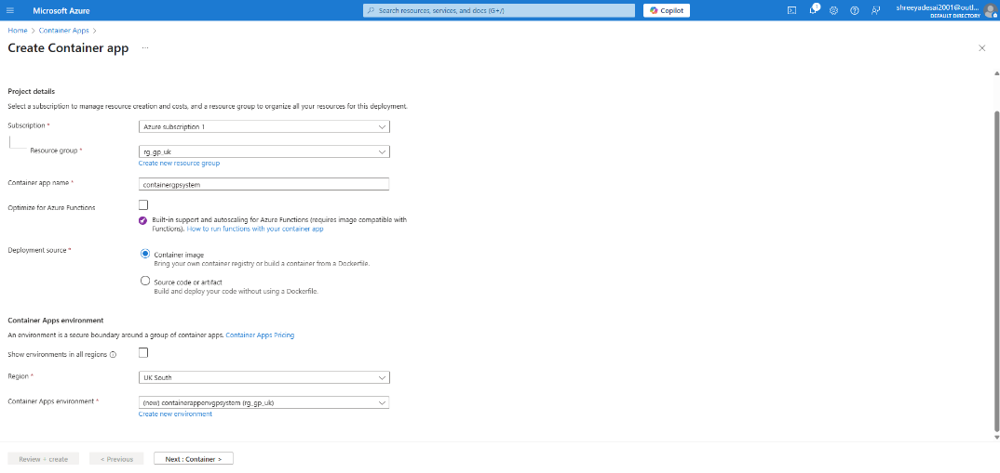 Microsoft Azure
Search resources, services, and docs (G+/)
Copilot
1
shreeyadesai2001@outl...
DEFAULT DIRECTORY
Home > Container Apps >
Create Container app ...
Project details
Select a subscription to manage resource creation and costs, and a resource group to organize all your resources for this deployment.
Subscription *
Azure subscription 1
Resource group *
rg_gp_uk
Create new resource group
Container app name *
containergpsystem
Optimize for Azure Functions
Built-in support and autoscaling for Azure Functions (requires image compatible with
Functions). How to run functions with your container app
Deployment source *
Container image
Bring your own container registry or build a container from a Dockerfile.
Source code or artifact
Build and deploy your code without using a Dockerfile.
Container Apps environment
An environment is a secure boundary around a group of container apps. Container Apps Pricing
Show environments in all regions
Region *
UK South
Container Apps environment *
(new) containerappenvgpsystem (rg_gp_uk)
Create new environment
Review + create
< Previous
Next : Container >